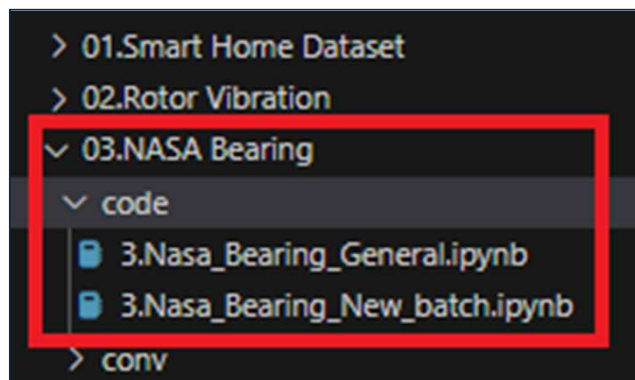 01.Smart Home Dataset
02.Rotor Vibration
03.NASA Bearing
code
3.Nasa_Bearing_General.ipynb
3.Nasa_Bearing_New_batch.ipynb
conv